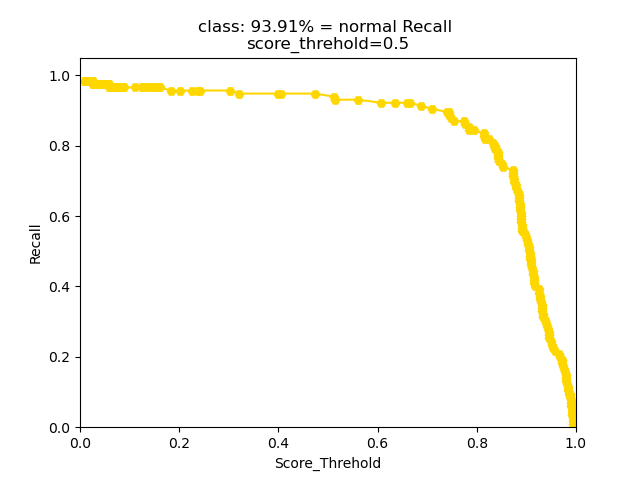 class: 93.91% = normal Recall
score_threhold=0.5
1.0
0.8
0.6
0.4
0.2
0.0
Recall
0.0 0.2 0.4 0.6 0.8 1.0
Score_Threhold